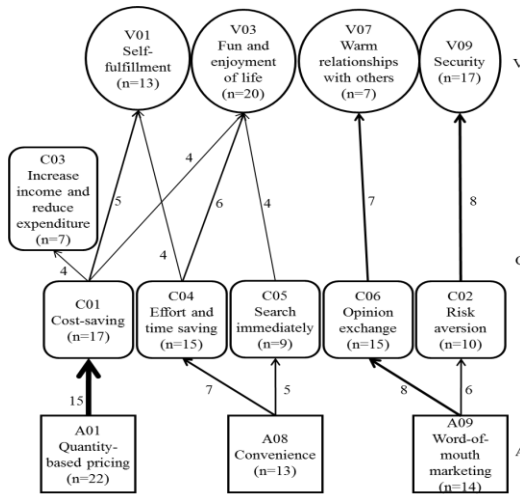 V01
Self-
fulfillment
(n=13)
V03
Fun and
enjoyment
of life
(n=20)
V07
Warm
relationships
with others
(n=7)
V09
Security
(n=17)
V
C03
Increase
income and
reduce
expenditure
(n=7)
4
5
4
4
6
4
7
8
C
C01
Cost-saving
(n=17)
C04
Effort and
time saving
(n=15)
C05
Search
immediately
(n=9)
C06
Opinion
exchange
(n=15)
C02
Risk
aversion
(n=10)
15
7
5
8
6
A01
Quantity-
based pricing
(n=22)
A08
Convenience
(n=13)
A09
Word-of-
mouth
marketing
(n=14)
A